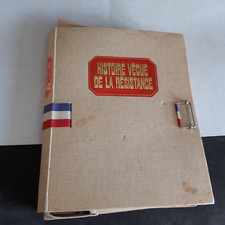 HISTOIRE VÉCUE
DE LA RÉSISTANCE